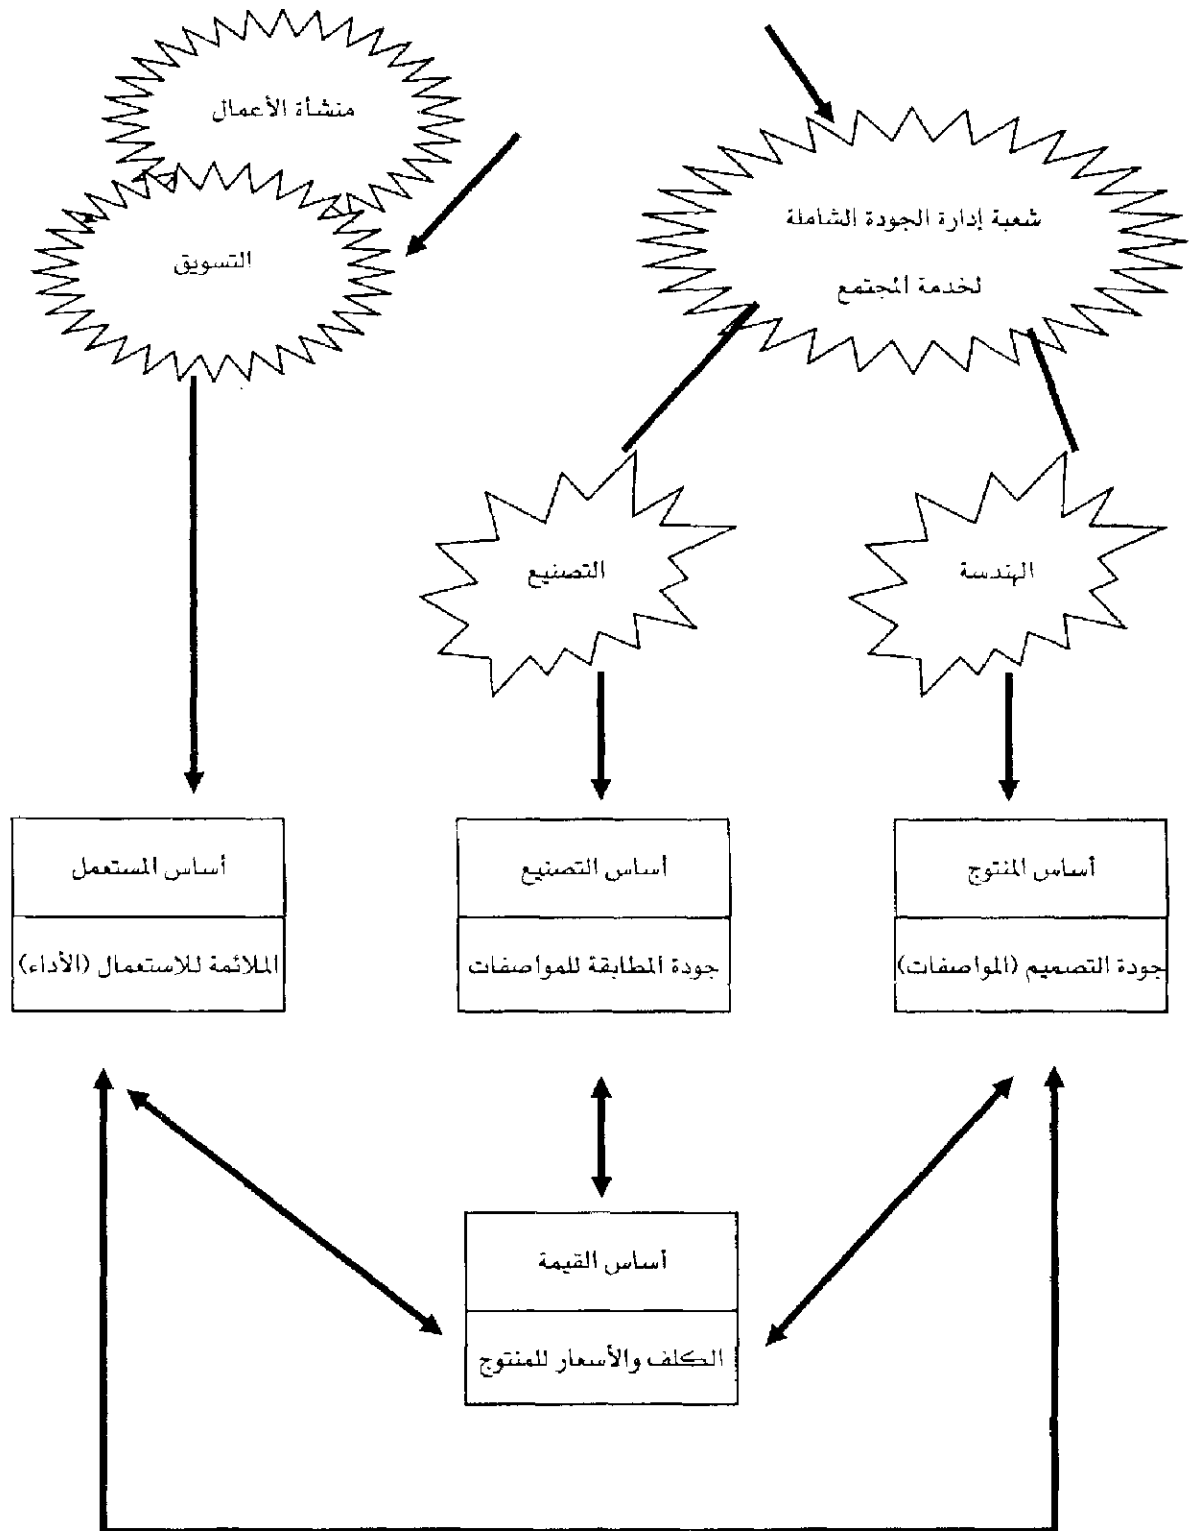 منشأة الأعمال
التسويق
شعبة إدارة الجودة الشاملة
لخدمة المجتمع
الهندسة
التصنيع
أساس المنتوج
جودة التصميم (المواصفات)
أساس التصنيع
جودة المطابقة للمواصفات
أساس المستعمل
الملائمة للاستعمال (الأداء)
أساس القيمة
الكلف والأسعار للمنتوج